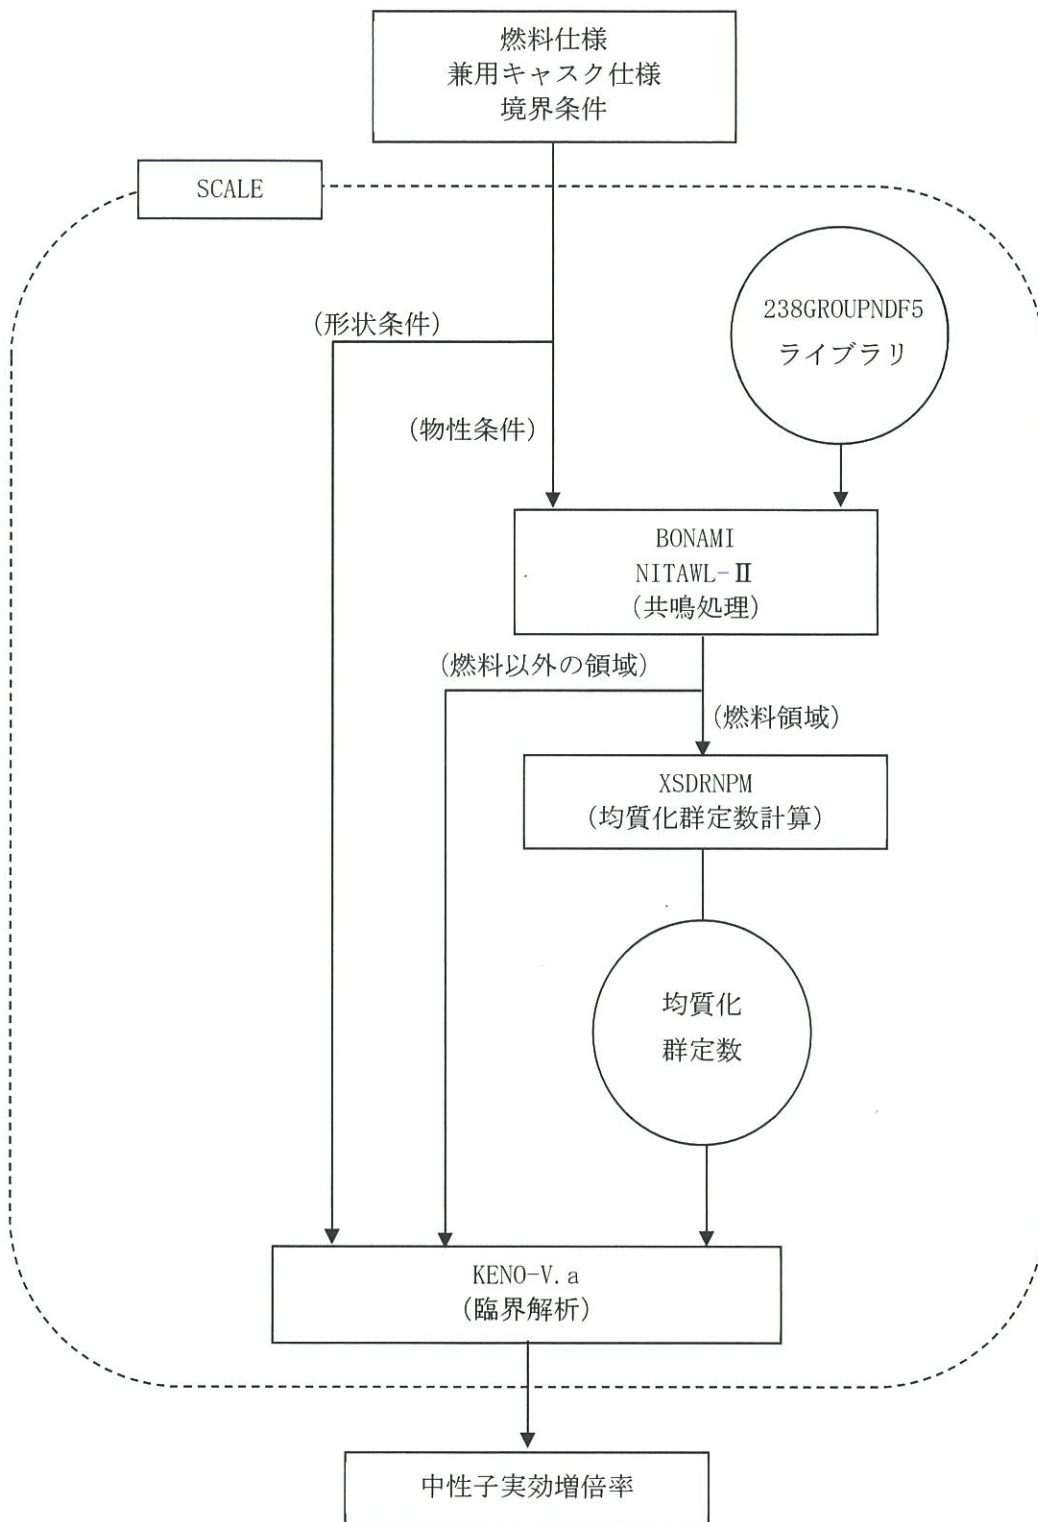 燃料仕様
兼用キャスク仕様
境界条件
SCALE
238GROUPNDF5
ライブラリ
(形状条件)
(物性条件)
BONAMI
NITAWL-Ⅱ
(共鳴処理)
(燃料以外の領域)
(燃料領域)
XSDRNPM
(均質化群定数計算)
均質化
群定数
KENO-V.a
(臨界解析)
中性子実効増倍率